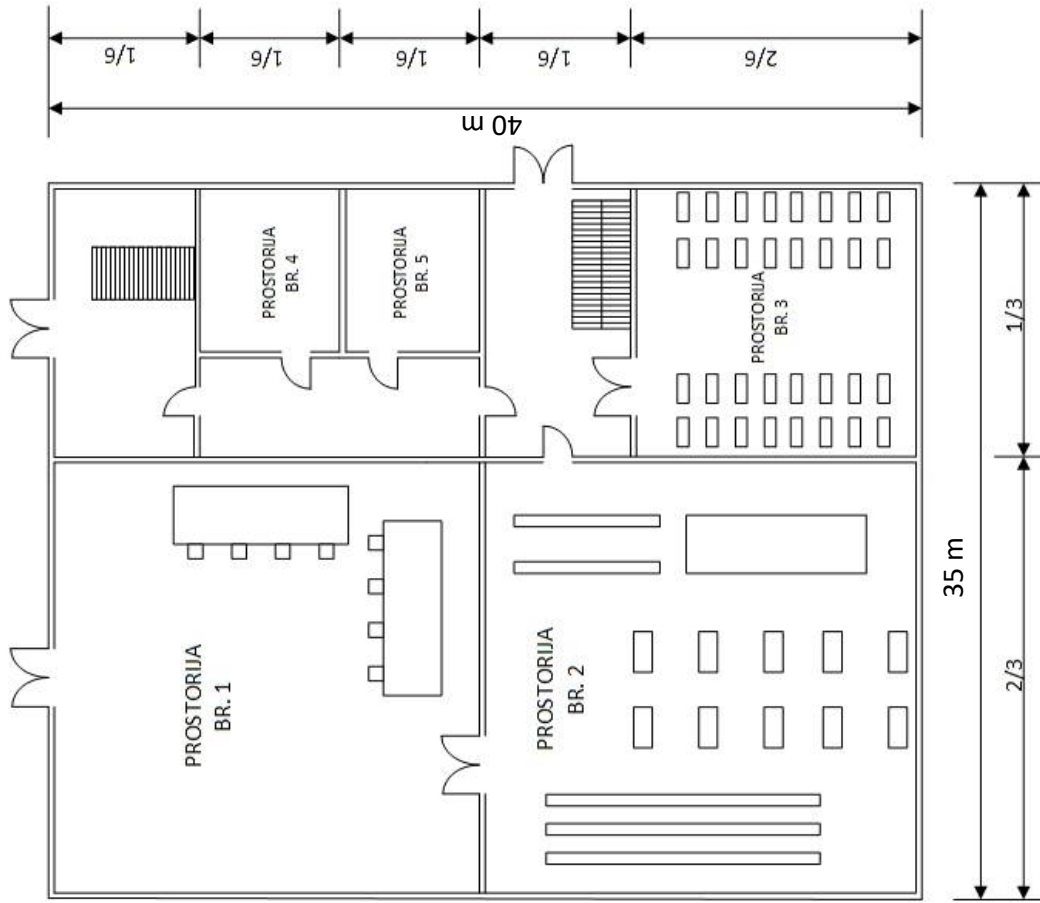 1/6
1/6
1/6
1/6
2/6
40 m
PROSTORIJA
BR. 4
PROSTORIJA
BR. 5
PROSTORIJA
BR. 3
PROSTORIJA
BR. 1
PROSTORIJA
BR. 2
1/3
35 m
2/3